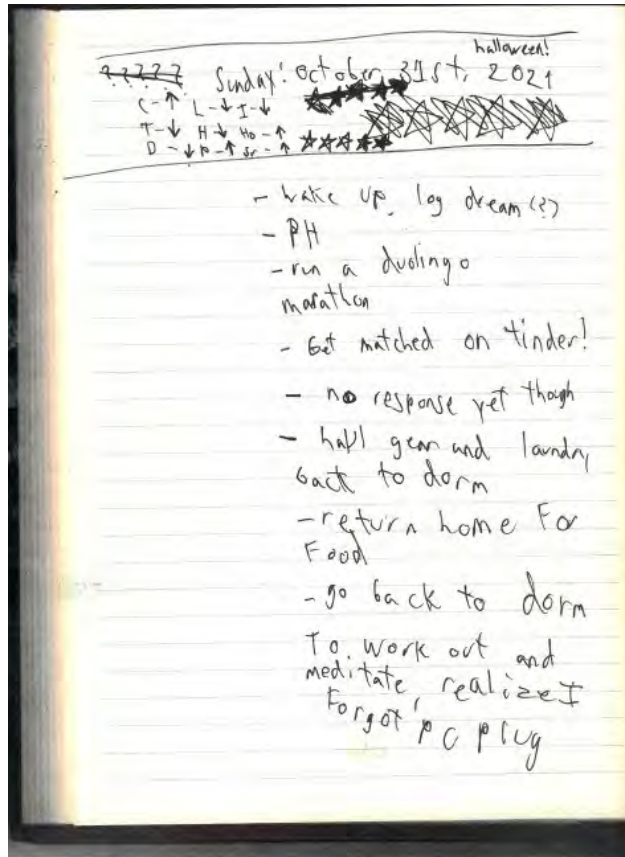 halloween!
????? Sunday: October 31st, 2021
C-↑ L-↓ I-↓
T-↓ H-↓ Ho-↑
D-↓ P-↑ Sr-↑
- wake up, log dream(?)
- PH
- run a duolingo
marathon
- Get matched on tinder!
- no response yet though
- haul gear and laundry
back to dorm
- return home For
Food
- go back to dorm
To work out and
meditate, realize I
Forgot PC plug